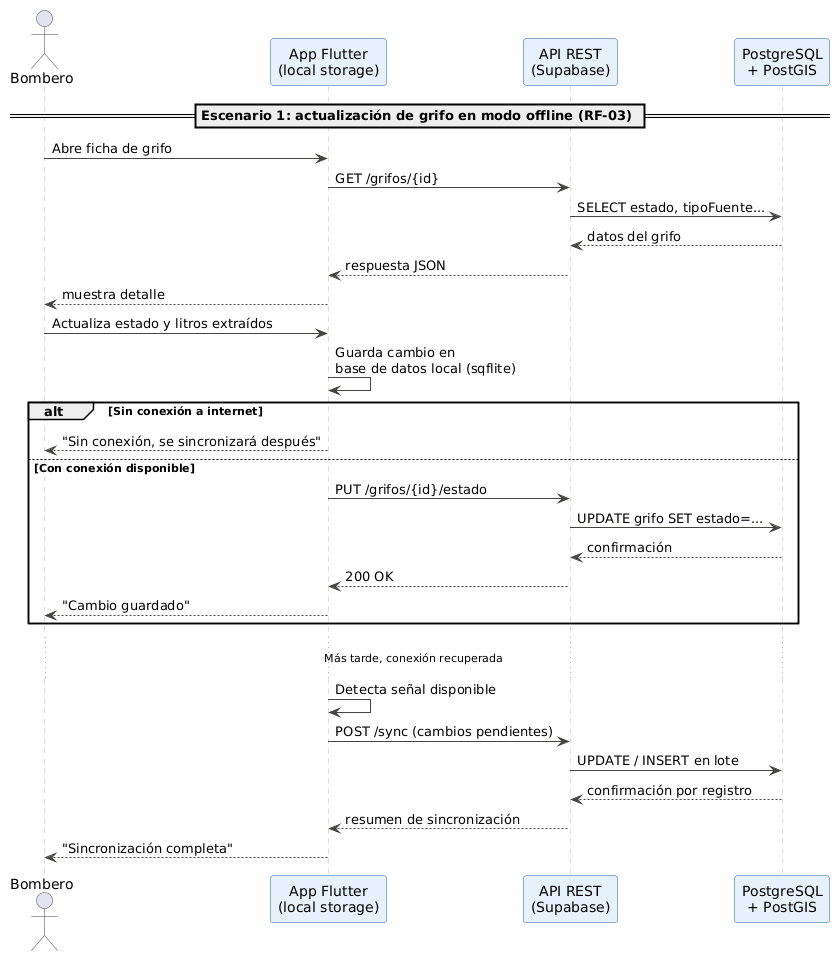 Bombero
App Flutter
(local storage)
API REST
(Supabase)
PostgreSQL
+ PostGIS
Escenario 1: actualización de grifo en modo offline (RF-03)
Abre ficha de grifo
GET /grifos/{id}
SELECT estado, tipoFuente...
datos del grifo
respuesta JSON
muestra detalle
Actualiza estado y litros extraídos
Guarda cambio en
base de datos local (sqflite)
alt [Sin conexión a internet]
"Sin conexión, se sincronizará después"
[Con conexión disponible]
PUT /grifos/{id}/estado
UPDATE grifo SET estado=...
confirmación
200 OK
"Cambio guardado"
Más tarde, conexión recuperada
Detecta señal disponible
POST /sync (cambios pendientes)
UPDATE / INSERT en lote
confirmación por registro
resumen de sincronización
"Sincronización completa"
Bombero
App Flutter
(local storage)
API REST
(Supabase)
PostgreSQL
+ PostGIS